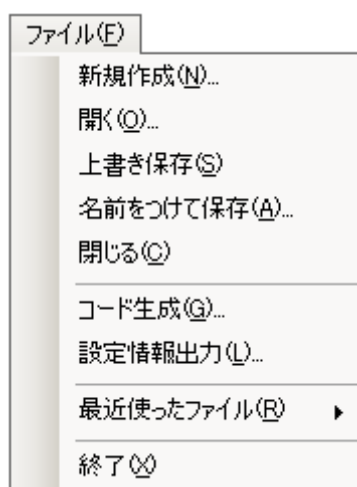 ファイル(F)
新規作成(N)...
開く(O)...
上書き保存(S)
名前をつけて保存(A)...
閉じる(C)
コード生成(G)...
設定情報出力(L)...
最近使ったファイル(R)
終了(X)